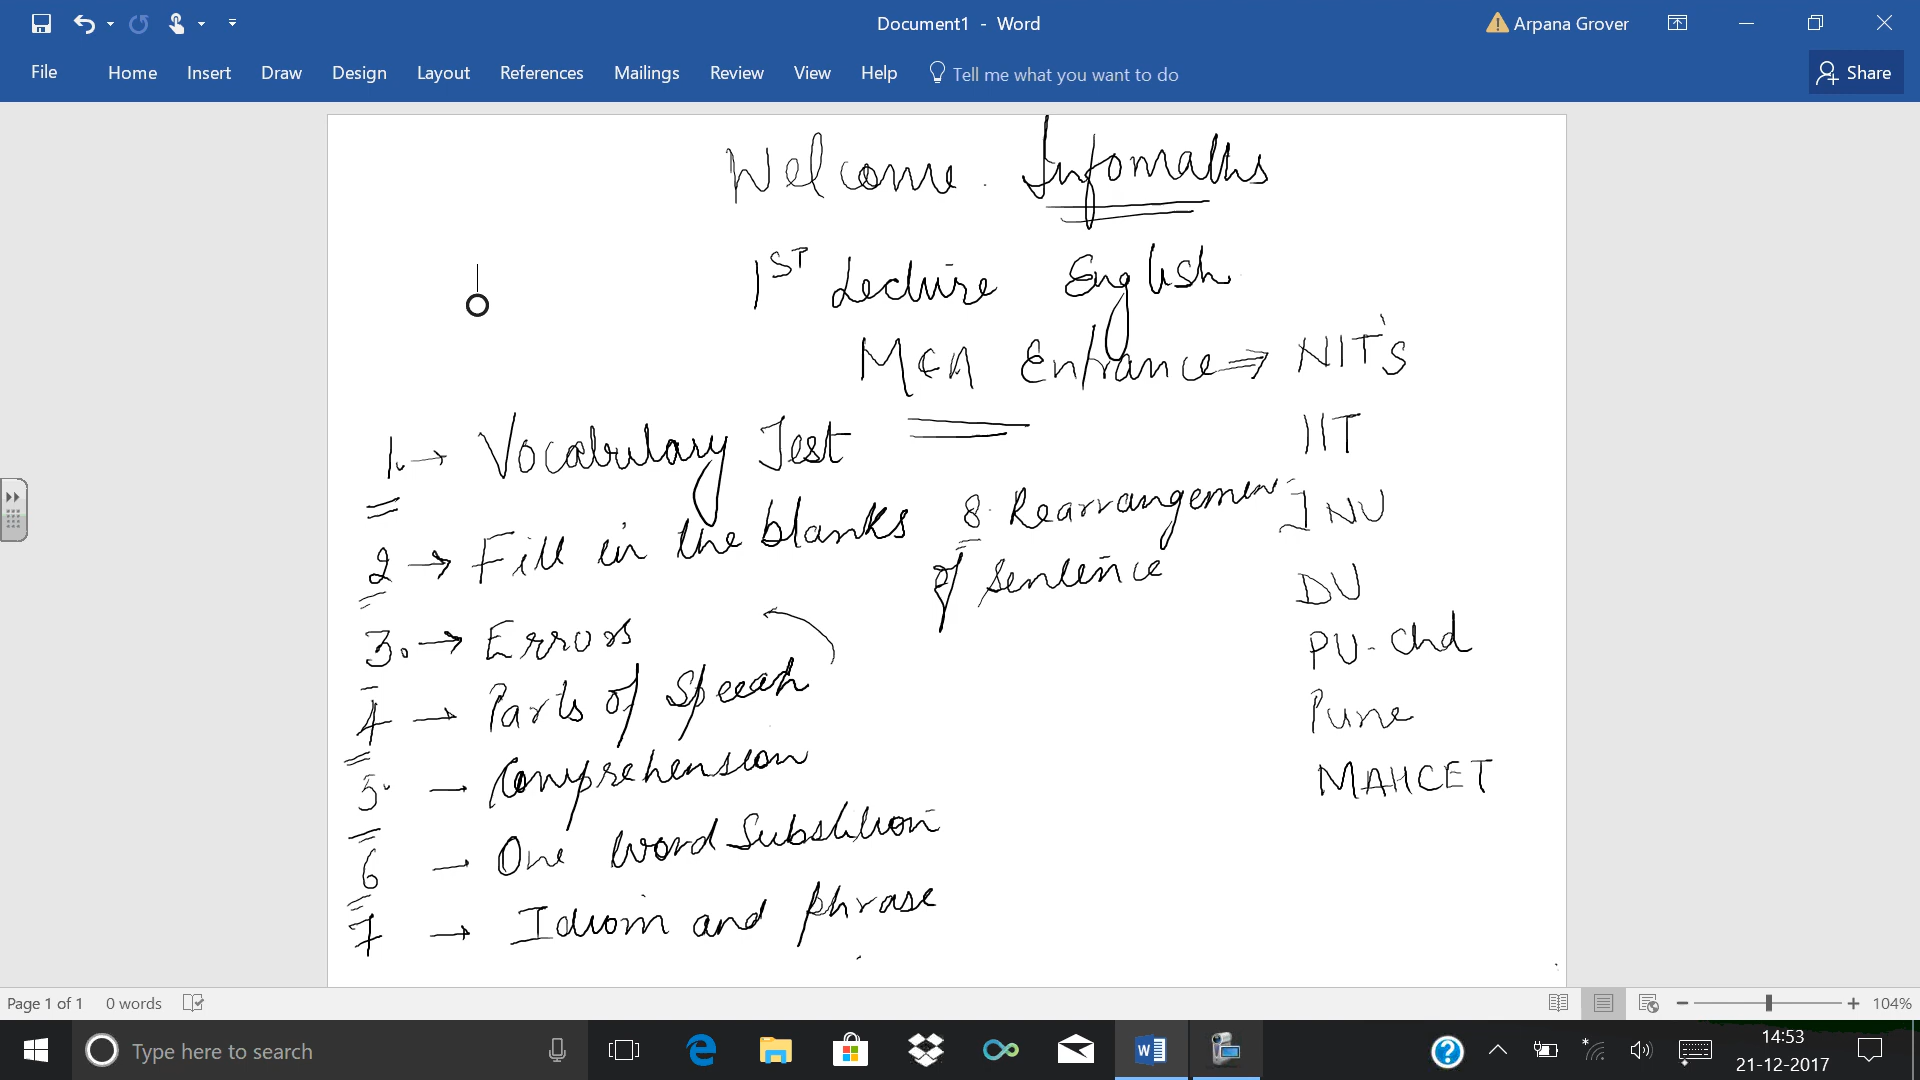 Document1 - Word
Arpana Grover
File Home Insert Draw Design Layout References Mailings Review View Help Tell me what you want to do
Share
Welcome. Infomaths
1ST Lecture English
MCA Entrance ⇒ NIT's
IIT
JNU
DU
PU-Chd
Pune
MAHCET
1. → Vocabulary Test
2 → Fill in the blanks
3. → Errors
4 → Parts of Speech
5. → Comprehension
6 → One Word Substition
7 → Idiom and phrase
8. Rearrangement
of Sentence
Page 1 of 1 0 words
104%
Type here to search
14:53
21-12-2017